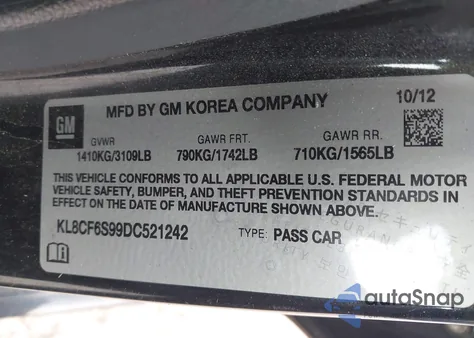 MFD BY GM KOREA COMPANY
10/12
GM
GVWR
GAWR FRT.
GAWR RR.
1410KG/3109LB
790KG/1742LB
710KG/1565LB
THIS VEHICLE CONFORMS TO ALL APPLICABLE U.S. FEDERAL MOTOR
VEHICLE SAFETY, BUMPER, AND THEFT PREVENTION STANDARDS IN
EFFECT ON THE DATE OF MANUFACTURE SHOWN ABOVE.
KL8CF6S99DC521242
TYPE: PASS CAR
autoSnap